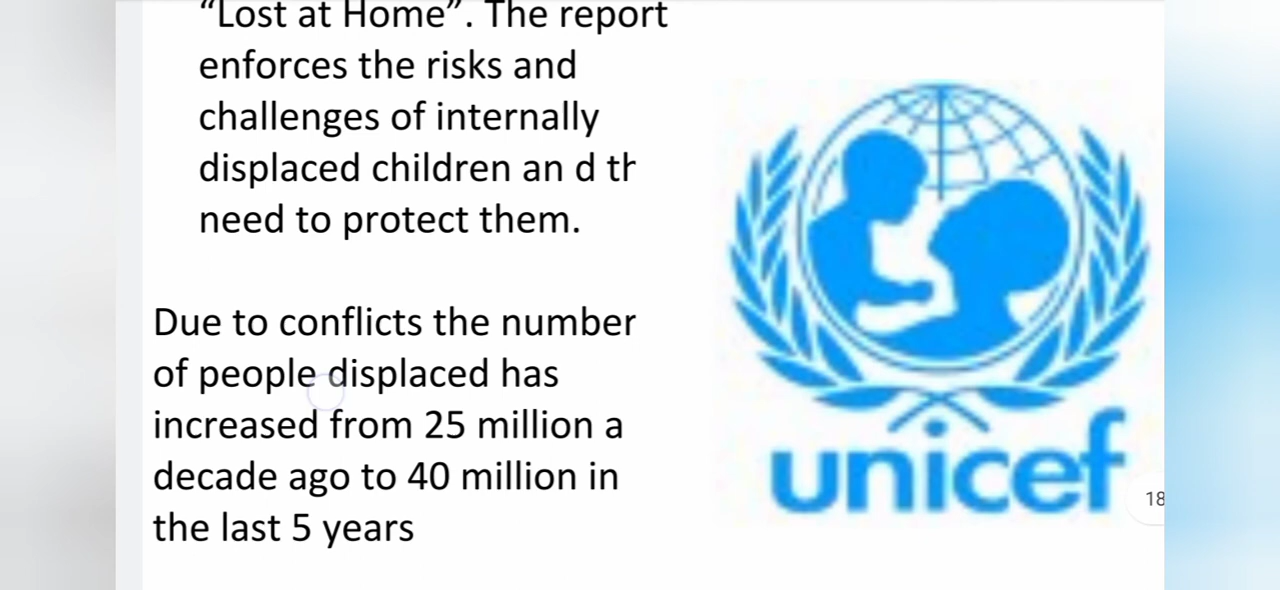 “Lost at Home”. The report
enforces the risks and
challenges of internally
displaced children an d th
need to protect them.
Due to conflicts the number
of people displaced has
increased from 25 million a
decade ago to 40 million in
the last 5 years
unicef
18